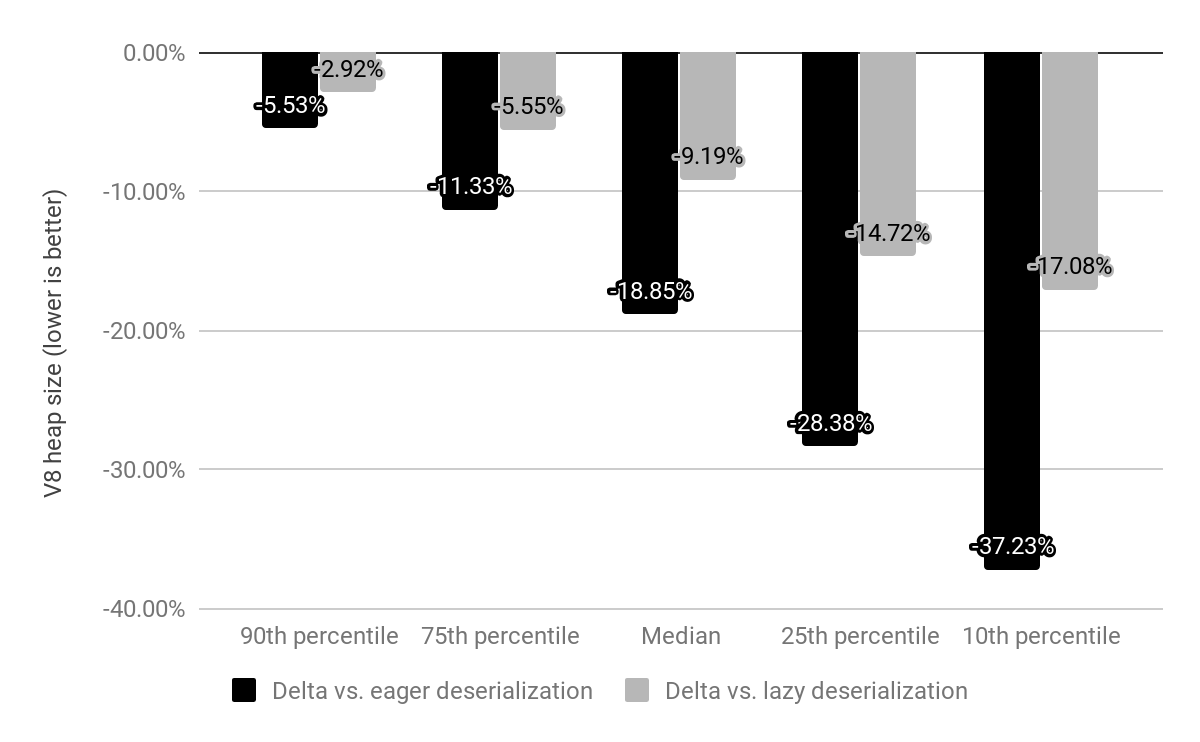 0.00%
-10.00%
-20.00%
-30.00%
-40.00%
V8 heap size (lower is better)
-5.53%
-2.92%
-11.33%
-5.55%
-18.85%
-9.19%
-28.38%
-14.72%
-37.23%
-17.08%
90th percentile
75th percentile
Median
25th percentile
10th percentile
Delta vs. eager deserialization
Delta vs. lazy deserialization